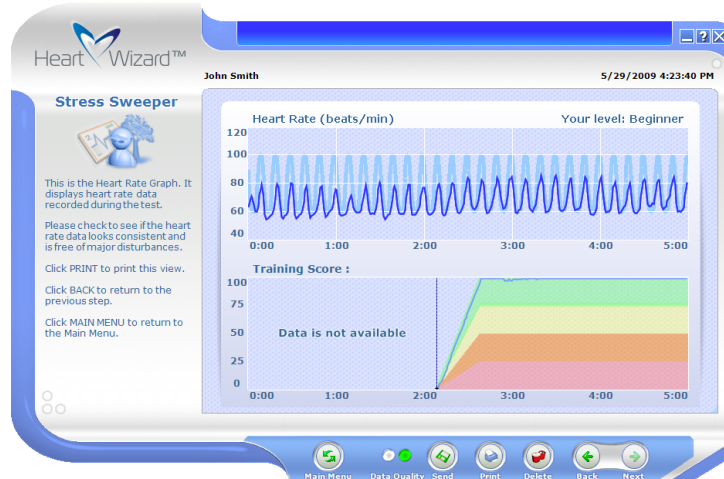 Heart Wizard™
John Smith
5/29/2009 4:23:40 PM
Stress Sweeper
This is the Heart Rate Graph. It
displays heart rate data
recorded during the test.
Please check to see if the heart
rate data looks consistent and
is free of major disturbances.
Click PRINT to print this view.
Click BACK to return to the
previous step.
Click MAIN MENU to return to
the Main Menu.
Heart Rate (beats/min)
Your level: Beginner
120
100
80
60
40
0:00 1:00 2:00 3:00 4:00 5:00
Training Score :
100
75
50
25
0
Data is not available
0:00 1:00 2:00 3:00 4:00 5:00
Main Menu
Data Quality
Send
Print
Delete
Back
Next